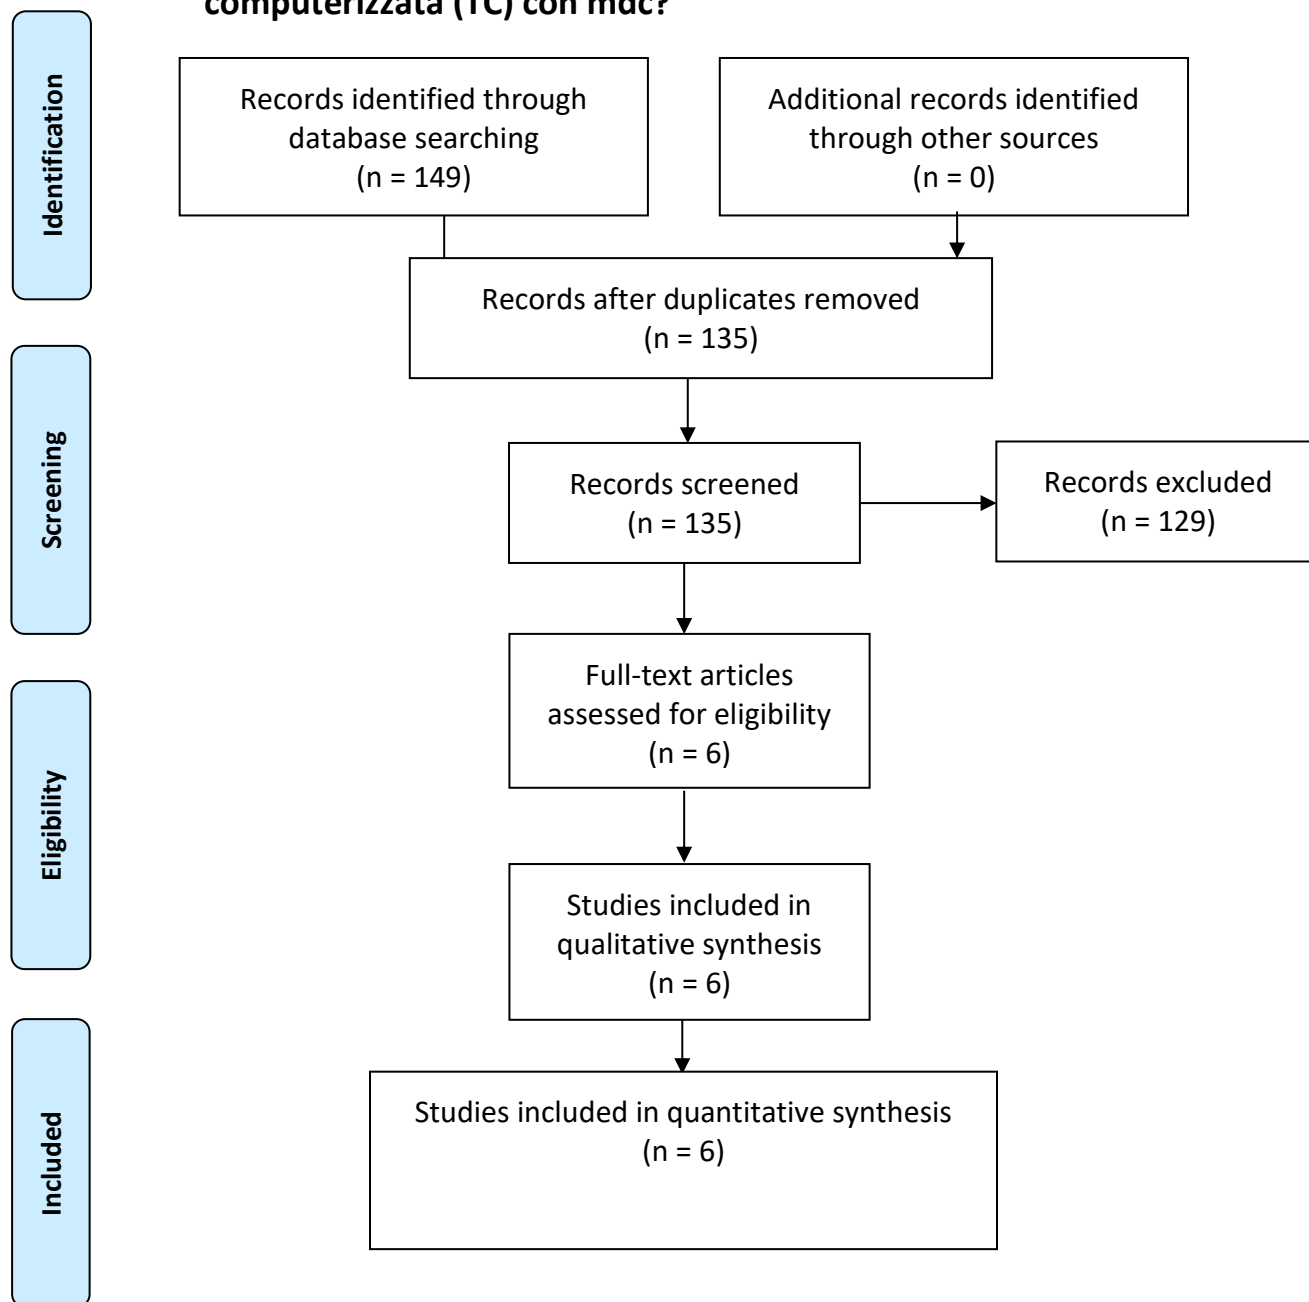 computerizzata (TC) con mdc?
Identification
Records identified through
database searching
(n = 149)
Additional records identified
through other sources
(n = 0)
Records after duplicates removed
(n = 135)
Screening
Records screened
(n = 135)
Records excluded
(n = 129)
Eligibility
Full-text articles
assessed for eligibility
(n = 6)
Studies included in
qualitative synthesis
(n = 6)
Included
Studies included in quantitative synthesis
(n = 6)